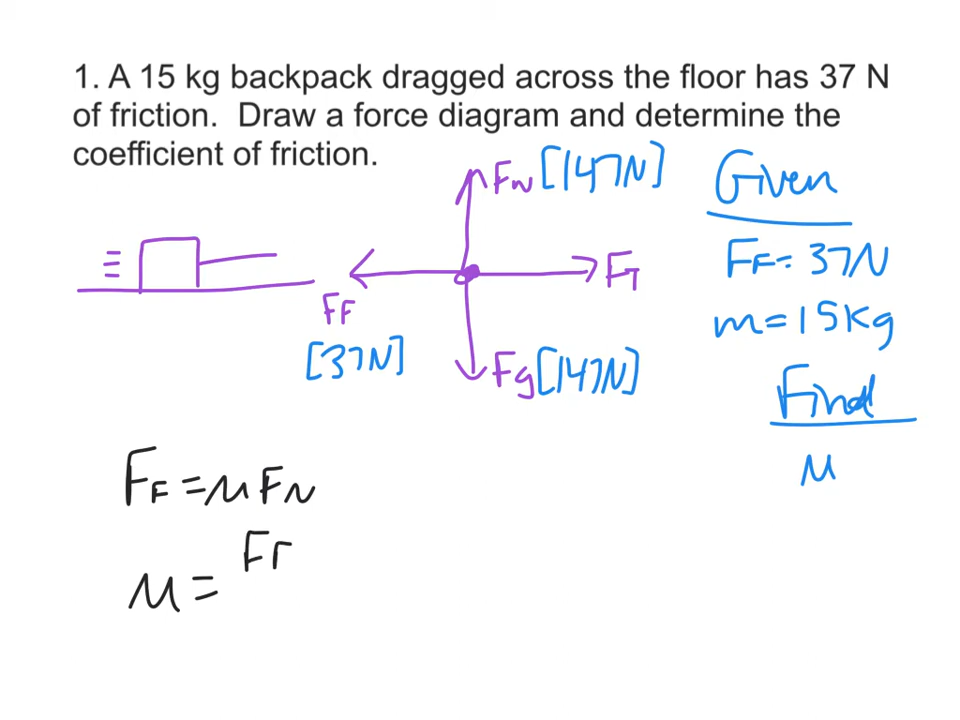 1. A 15 kg backpack dragged across the floor has 37 N
of friction. Draw a force diagram and determine the
coefficient of friction.
FN [147N]
Given
FF = 37N
FT
FF
m = 15Kg
[37N]
Fg [147N]
Find
μ
FF = μ FN
μ = FF